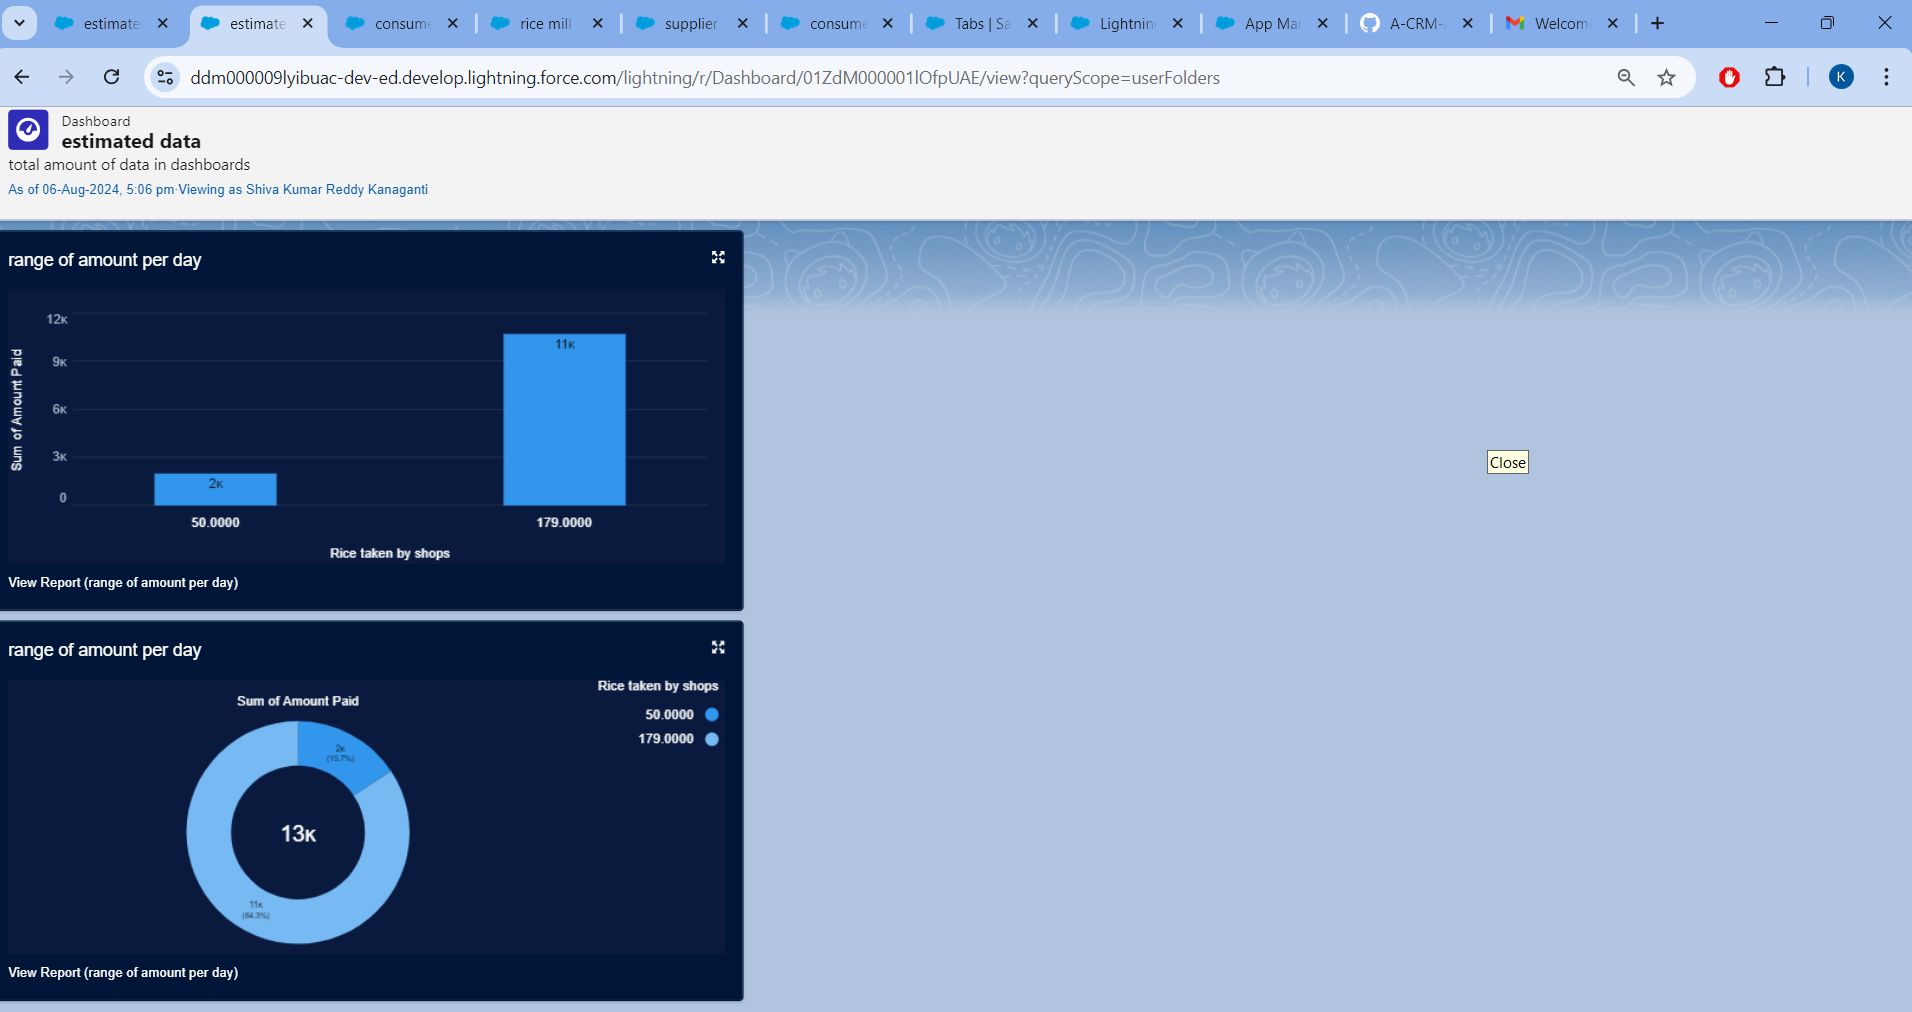 estimate
estimate
consume
rice mill
supplier
consume
Tabs | Sa
Lightnin
App Mar
A-CRM-
Welcom
ddm000009lyibuac-dev-ed.develop.lightning.force.com/lightning/r/Dashboard/01ZdM000001lOfpUAE/view?queryScope=userFolders
K
Dashboard
estimated data
total amount of data in dashboards
As of 06-Aug-2024, 5:06 pm·Viewing as Shiva Kumar Reddy Kanaganti
range of amount per day
Sum of Amount Paid
12K
9K
6K
3K
0
2K
11K
50.0000
179.0000
Rice taken by shops
View Report (range of amount per day)
Close
range of amount per day
Rice taken by shops
Sum of Amount Paid
50.0000
179.0000
2K
(15.7%)
13K
11K
(84.3%)
View Report (range of amount per day)